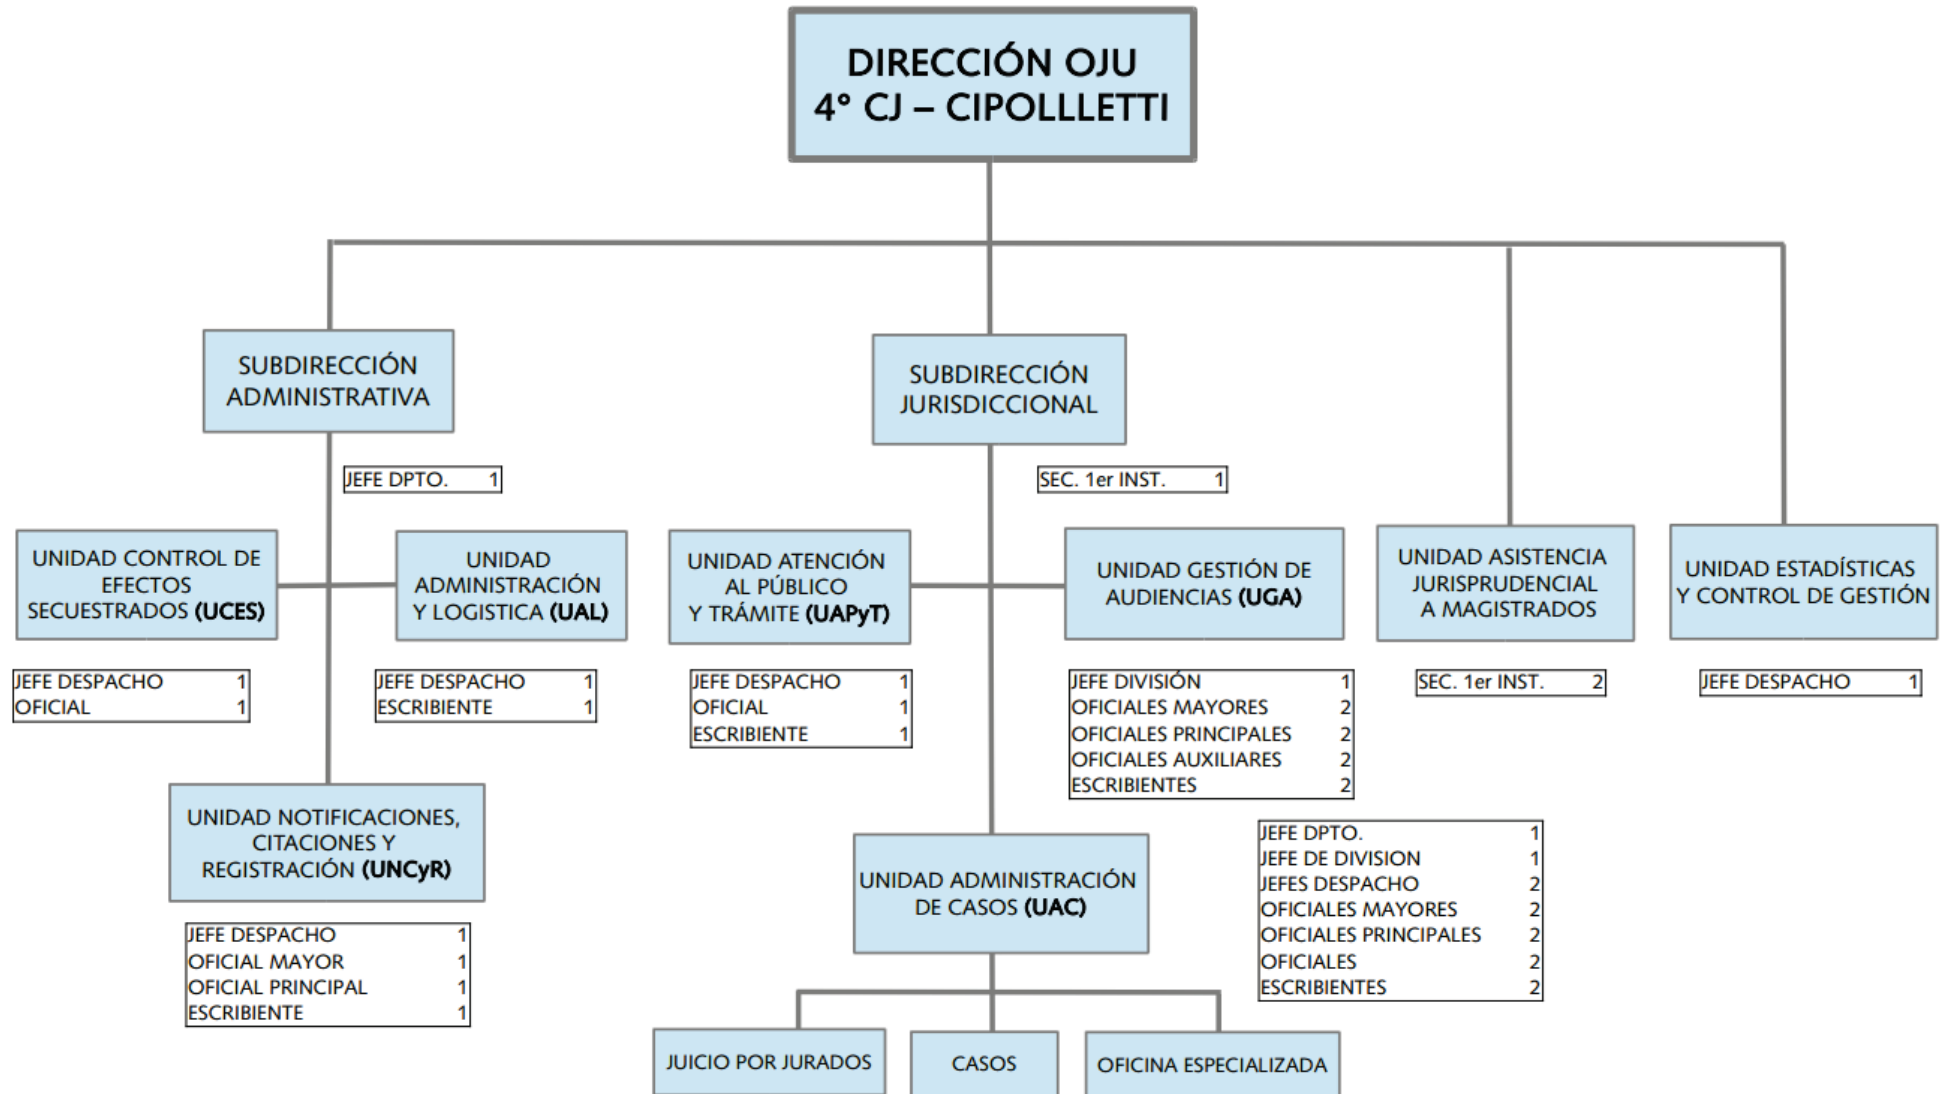 DIRECCIÓN OJU
4° CJ – CIPOLLLETTI
SUBDIRECCIÓN
ADMINISTRATIVA
SUBDIRECCIÓN
JURISDICCIONAL
JEFE DPTO. 1
SEC. 1er INST. 1
UNIDAD CONTROL DE
EFECTOS
SECUESTRADOS (UCES)
UNIDAD
ADMINISTRACIÓN
Y LOGISTICA (UAL)
UNIDAD ATENCIÓN
AL PÚBLICO
Y TRÁMITE (UAPyT)
UNIDAD GESTIÓN DE
AUDIENCIAS (UGA)
UNIDAD ASISTENCIA
JURISPRUDENCIAL
A MAGISTRADOS
UNIDAD ESTADÍSTICAS
Y CONTROL DE GESTIÓN
JEFE DESPACHO 1
OFICIAL 1
JEFE DESPACHO 1
ESCRIBIENTE 1
JEFE DESPACHO 1
OFICIAL 1
ESCRIBIENTE 1
JEFE DIVISIÓN 1
OFICIALES MAYORES 2
OFICIALES PRINCIPALES 2
OFICIALES AUXILIARES 2
ESCRIBIENTES 2
SEC. 1er INST. 2
JEFE DESPACHO 1
UNIDAD NOTIFICACIONES,
CITACIONES Y
REGISTRACIÓN (UNCyR)
JEFE DESPACHO 1
OFICIAL MAYOR 1
OFICIAL PRINCIPAL 1
ESCRIBIENTE 1
UNIDAD ADMINISTRACIÓN
DE CASOS (UAC)
JEFE DPTO. 1
JEFE DE DIVISION 1
JEFES DESPACHO 2
OFICIALES MAYORES 2
OFICIALES PRINCIPALES 2
OFICIALES 2
ESCRIBIENTES 2
JUICIO POR JURADOS
CASOS
OFICINA ESPECIALIZADA